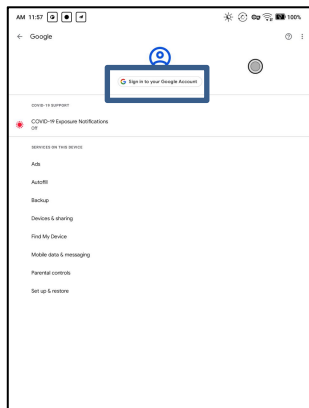 AM 11:57 100%
Google
Sign in to your Google Account
COVID-19 SUPPORT
COVID-19 Exposure Notifications
Off
SERVICES ON THIS DEVICE
Ads
Autofill
Backup
Devices & sharing
Find My Device
Mobile data & messaging
Parental controls
Set up & restore